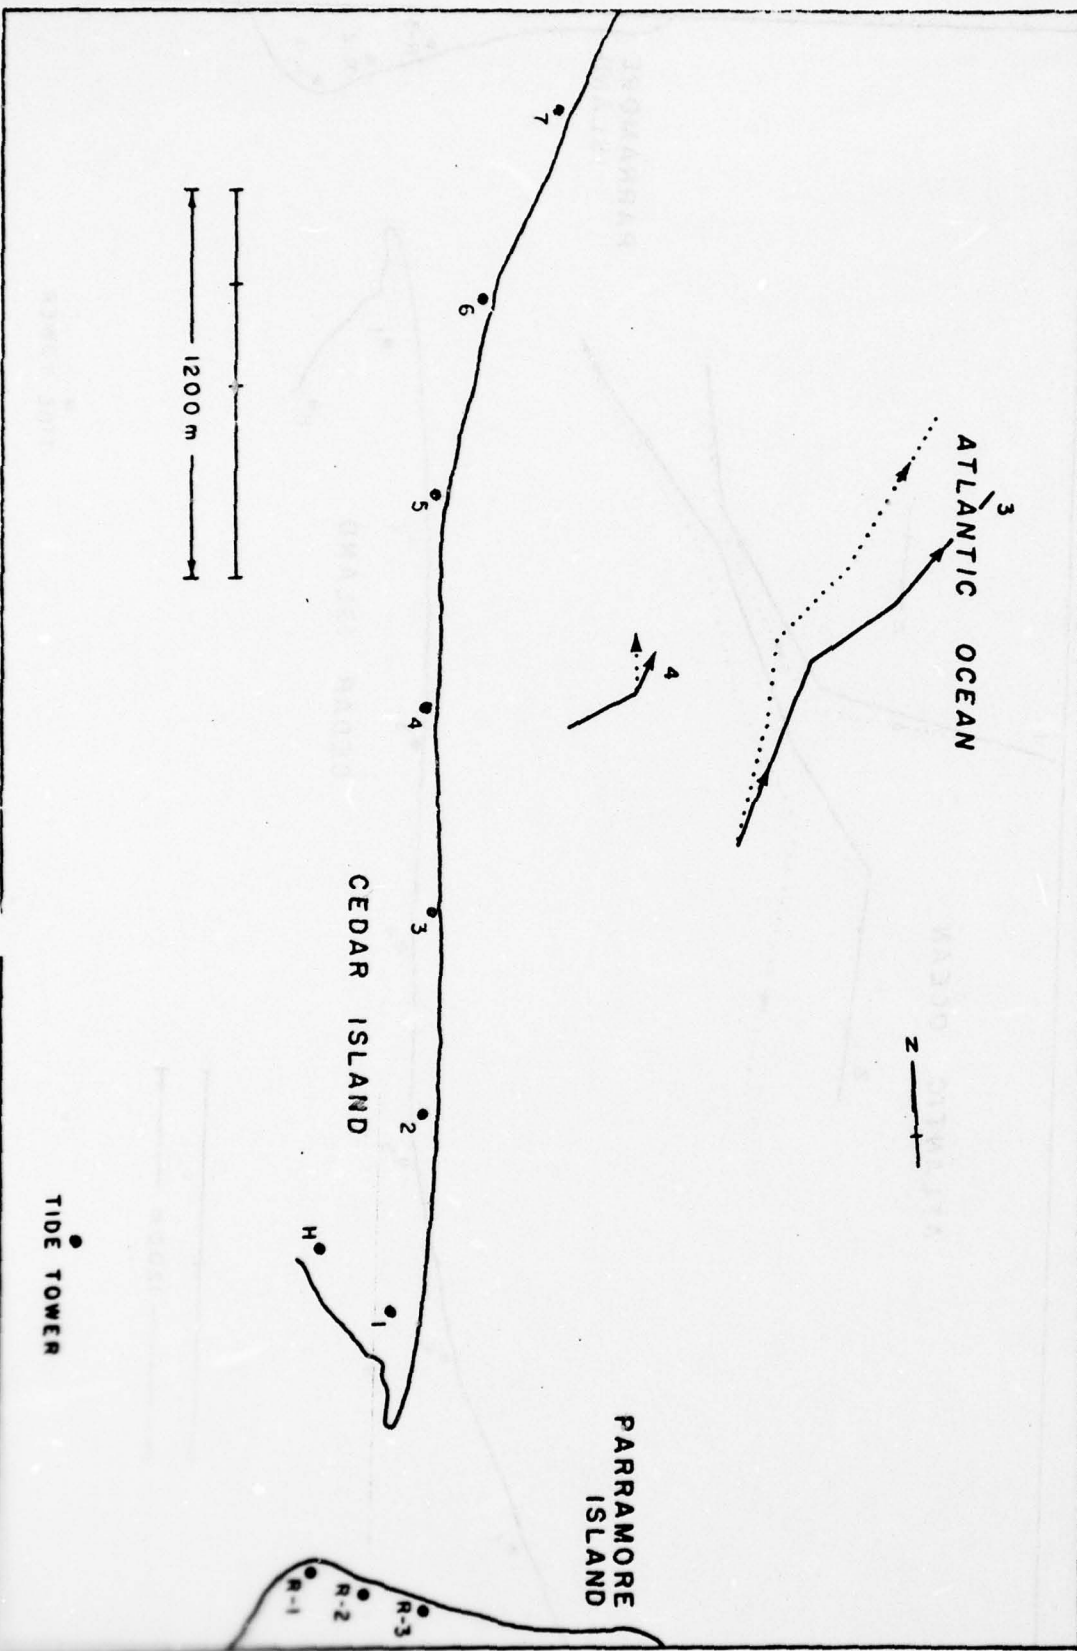 ATLANTIC OCEAN
3
4
N
7
6
5
4
3
2
1
H
1200 m
CEDAR ISLAND
PARRAMORE
ISLAND
R-3
R-2
R-1
TIDE TOWER